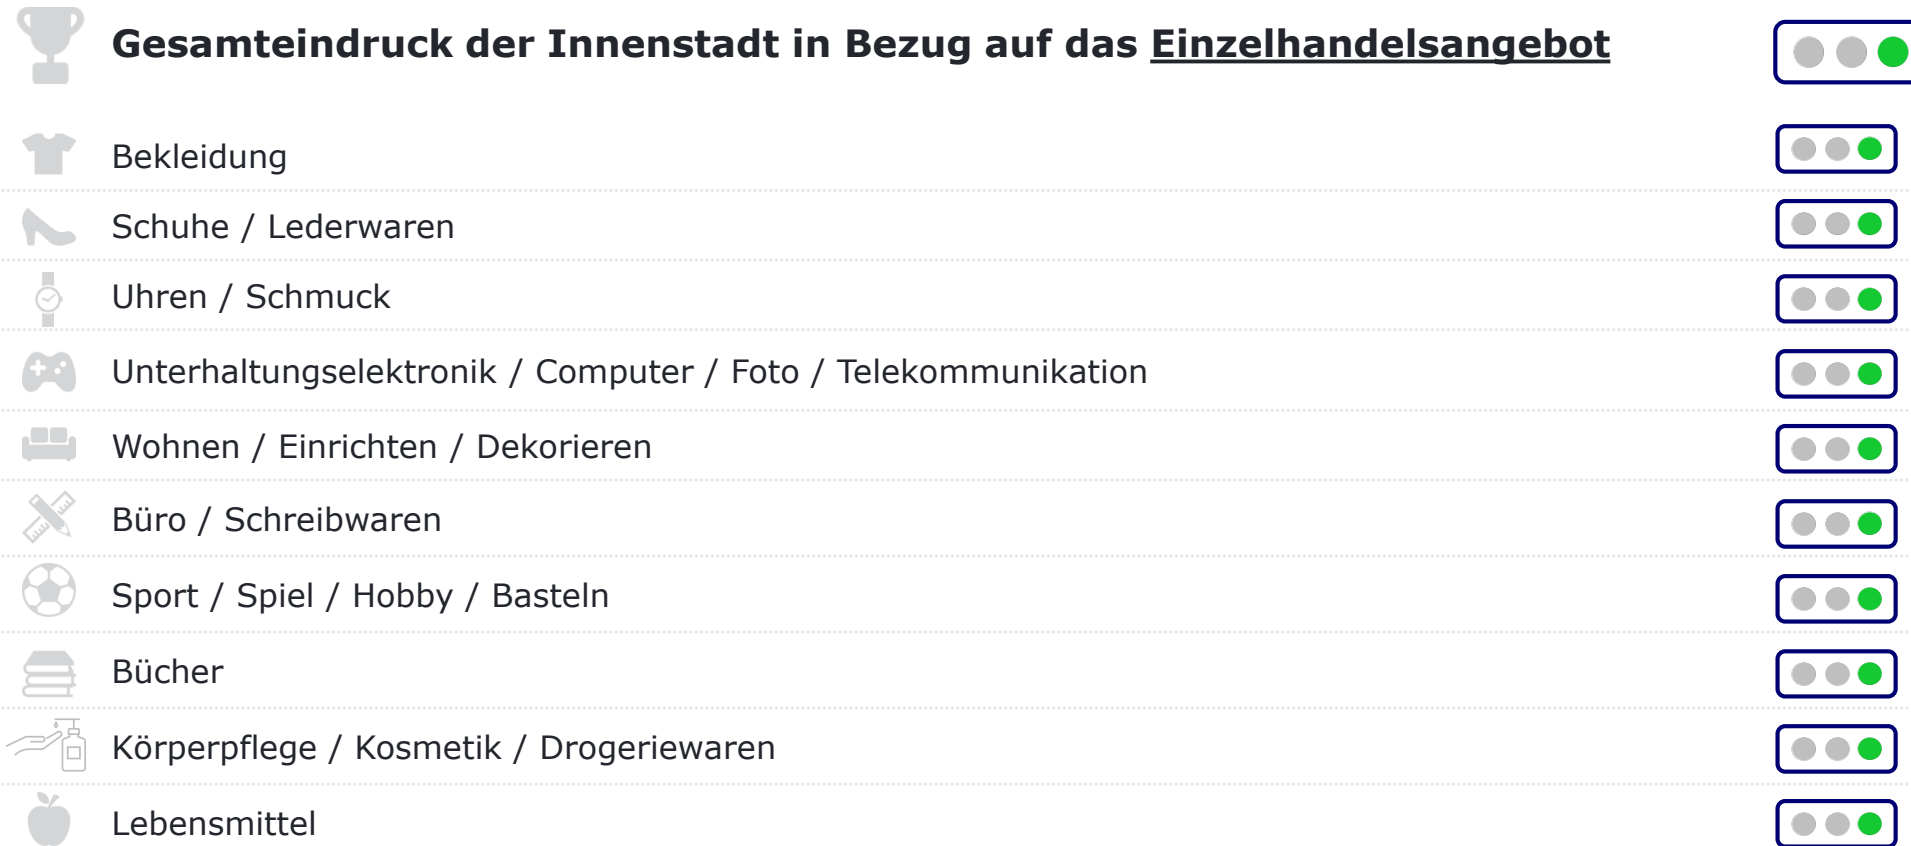 Gesamteindruck der Innenstadt in Bezug auf das Einzelhandelsangebot
Bekleidung
Schuhe / Lederwaren
Uhren / Schmuck
Unterhaltungselektronik / Computer / Foto / Telekommunikation
Wohnen / Einrichten / Dekorieren
Büro / Schreibwaren
Sport / Spiel / Hobby / Basteln
Bücher
Körperpflege / Kosmetik / Drogeriewaren
Lebensmittel